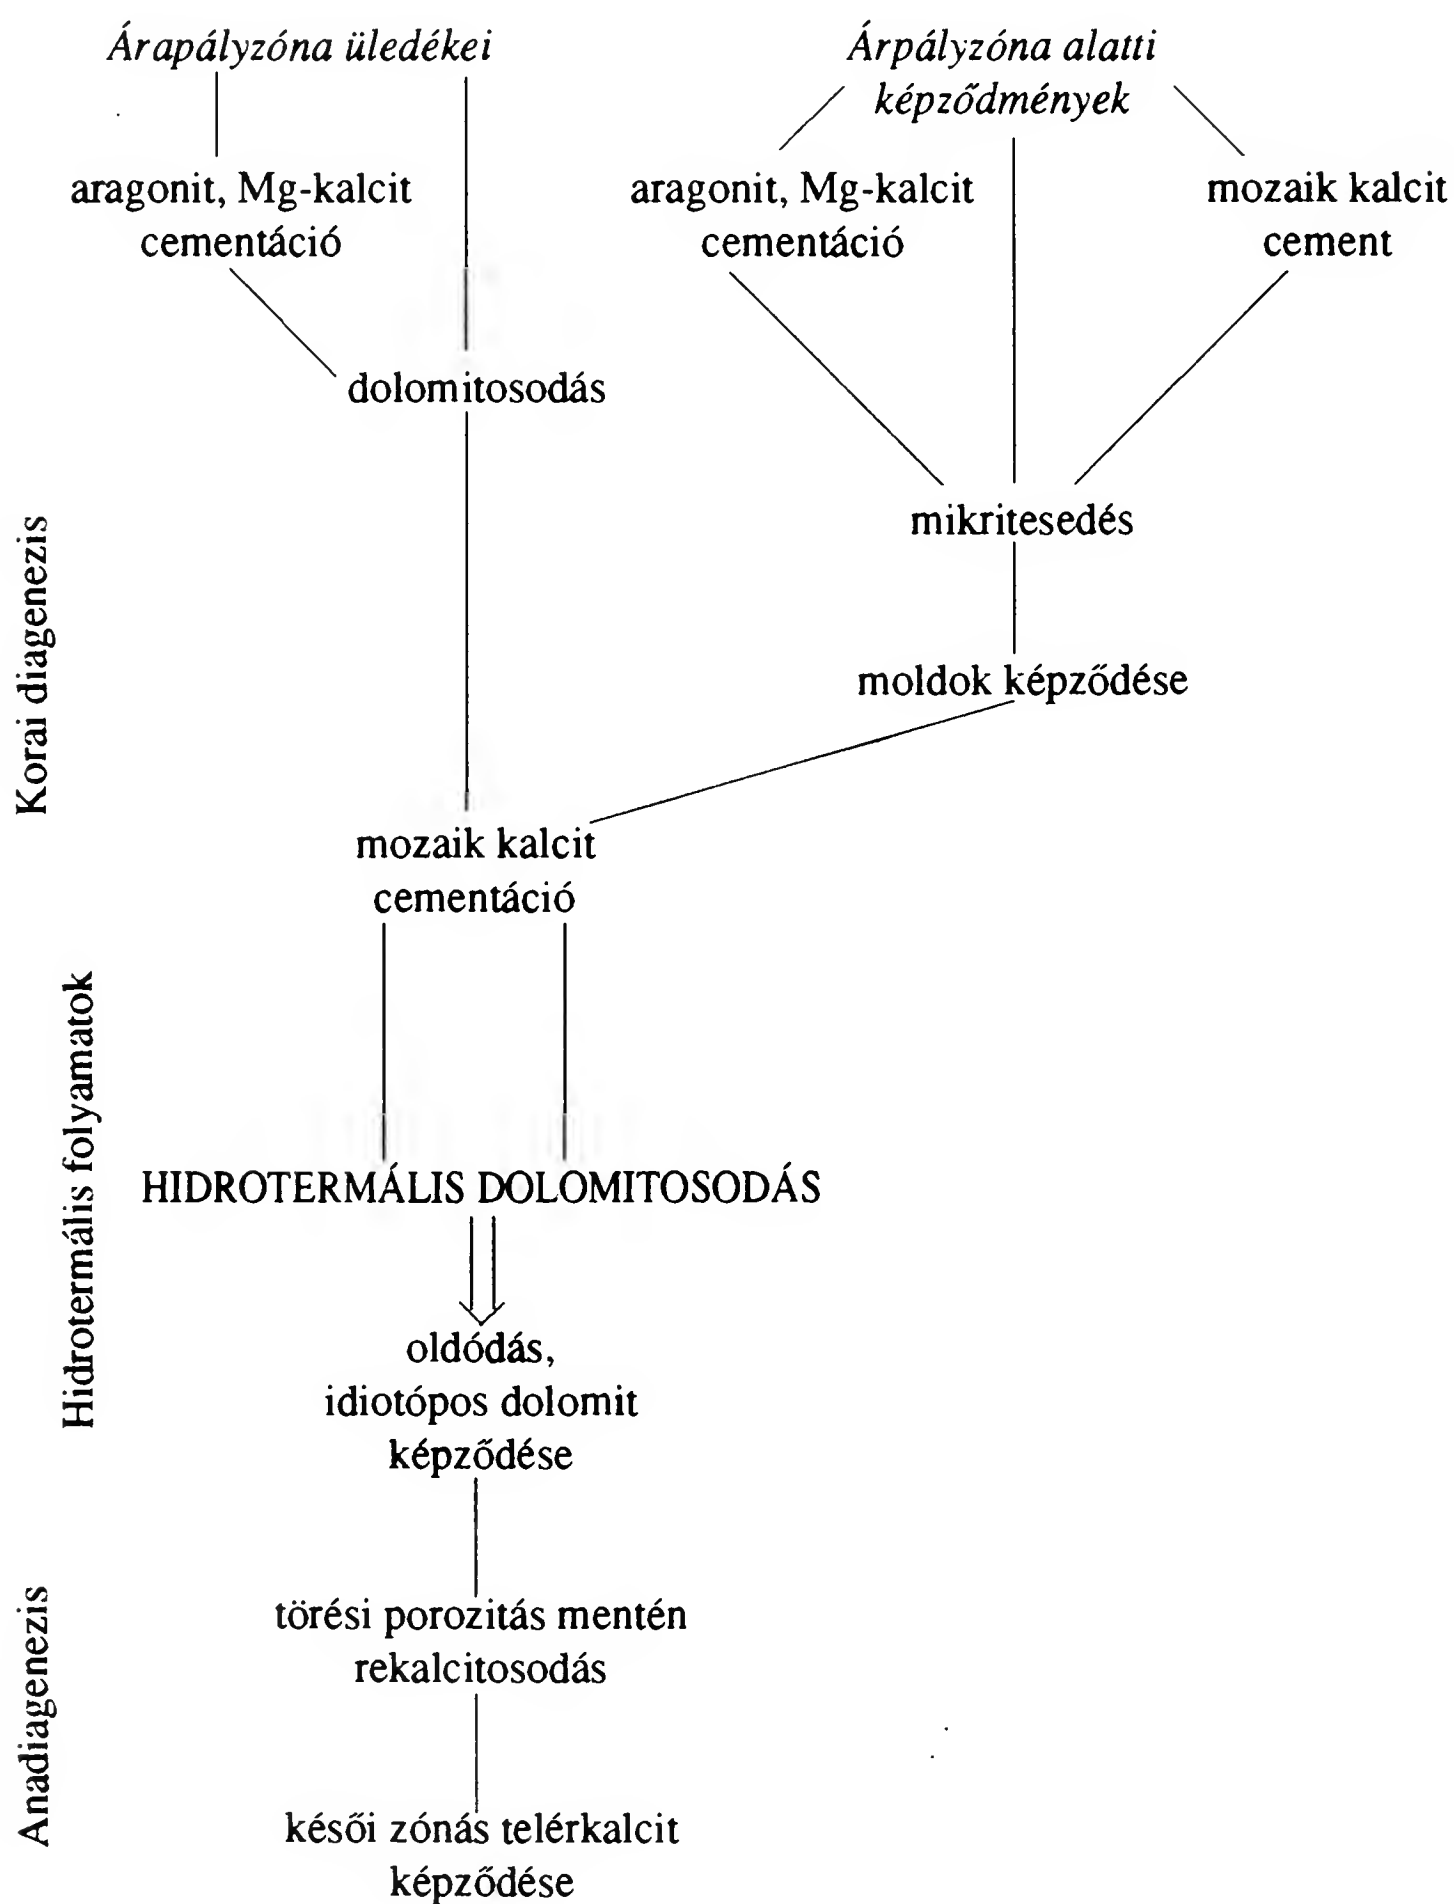 Árapályzóna üledékei
Árpályzóna alatti
képződmények
aragonit, Mg-kalcit
cementáció
aragonit, Mg-kalcit
cementáció
mozaik kalcit
cement
dolomitosodás
mikritesedés
moldok képződése
Korai diagenezis
mozaik kalcit
cementáció
HIDROTERMÁLIS DOLOMITOSODÁS
oldódás,
idiotópos dolomit
képződése
Hidrotermális folyamatok
törési porozitás mentén
rekalcitosodás
késői zónás telérkalcit
képződése
Anadiagenezis